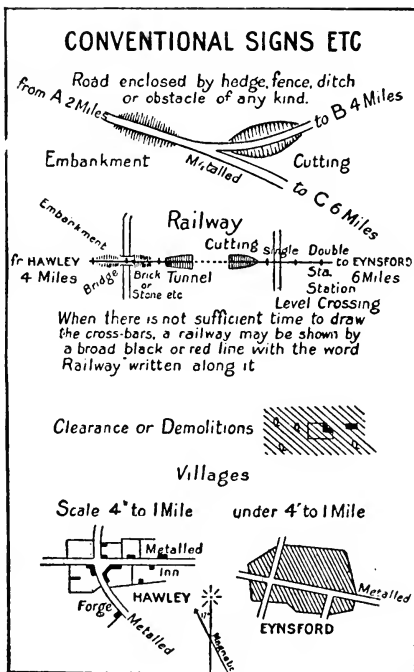 CONVENTIONAL SIGNS ETC
Road enclosed by hedge, fence, ditch
or obstacle of any kind.
from A 2 Miles
to B 4 Miles
Embankment
Metalled
Cutting
to C 6 Miles
Railway
Embankment
Cutting
Single
Double
fr HAWLEY
4 Miles
Bridge
Brick
or
Stone etc
Tunnel
Sta.
Station
to EYNSFORD
6 Miles
Level Crossing
When there is not sufficient time to draw
the cross-bars, a railway may be shown by
a broad black or red line with the word
Railway written along it
Clearance or Demolitions
Villages
Scale 4" to 1 Mile
under 4" to 1 Mile
Metalled
Inn
HAWLEY
Forge
Metalled
Magnetic
Metalled
EYNSFORD